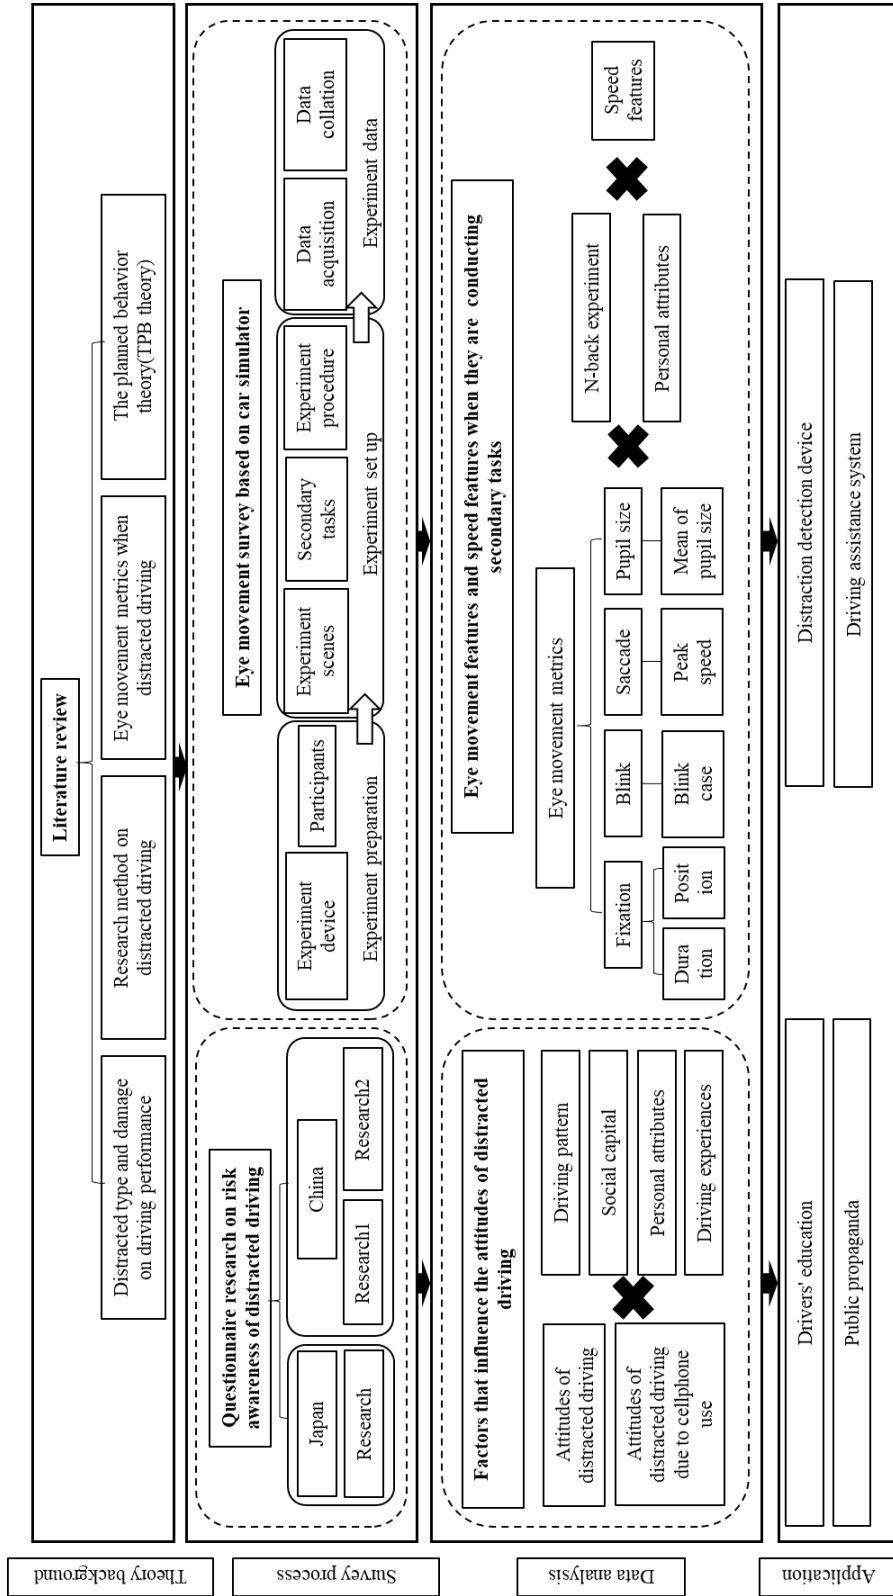 Theory background
Literature review
Distracted type and damage
on driving performance
Research method on
distracted driving
Eye movement metrics when
distracted driving
The planned behavior
theory(TPB theory)
Survey process
Questionnaire research on risk
awareness of distracted driving
Japan
Research
China
Research1
Research2
Eye movement survey based on car simulator
Experiment
device
Participants
Experiment preparation
Experiment
scenes
Secondary
tasks
Experiment
procedure
Experiment set up
Data
acquisition
Data
collation
Experiment data
Data analysis
Factors that influence the attitudes of distracted
driving
Attitudes of
distracted driving
Attitudes of
distracted driving
due to cellphone
use
Driving pattern
Social capital
Personal attributes
Driving experiences
Eye movement features and speed features when they are conducting
secondary tasks
Eye movement metrics
Fixation
Dura
tion
Posit
ion
Blink
Blink
case
Saccade
Peak
speed
Pupil size
Mean of
pupil size
N-back experiment
Personal attributes
Speed
features
Application
Drivers' education
Public propaganda
Distraction detection device
Driving assistance system